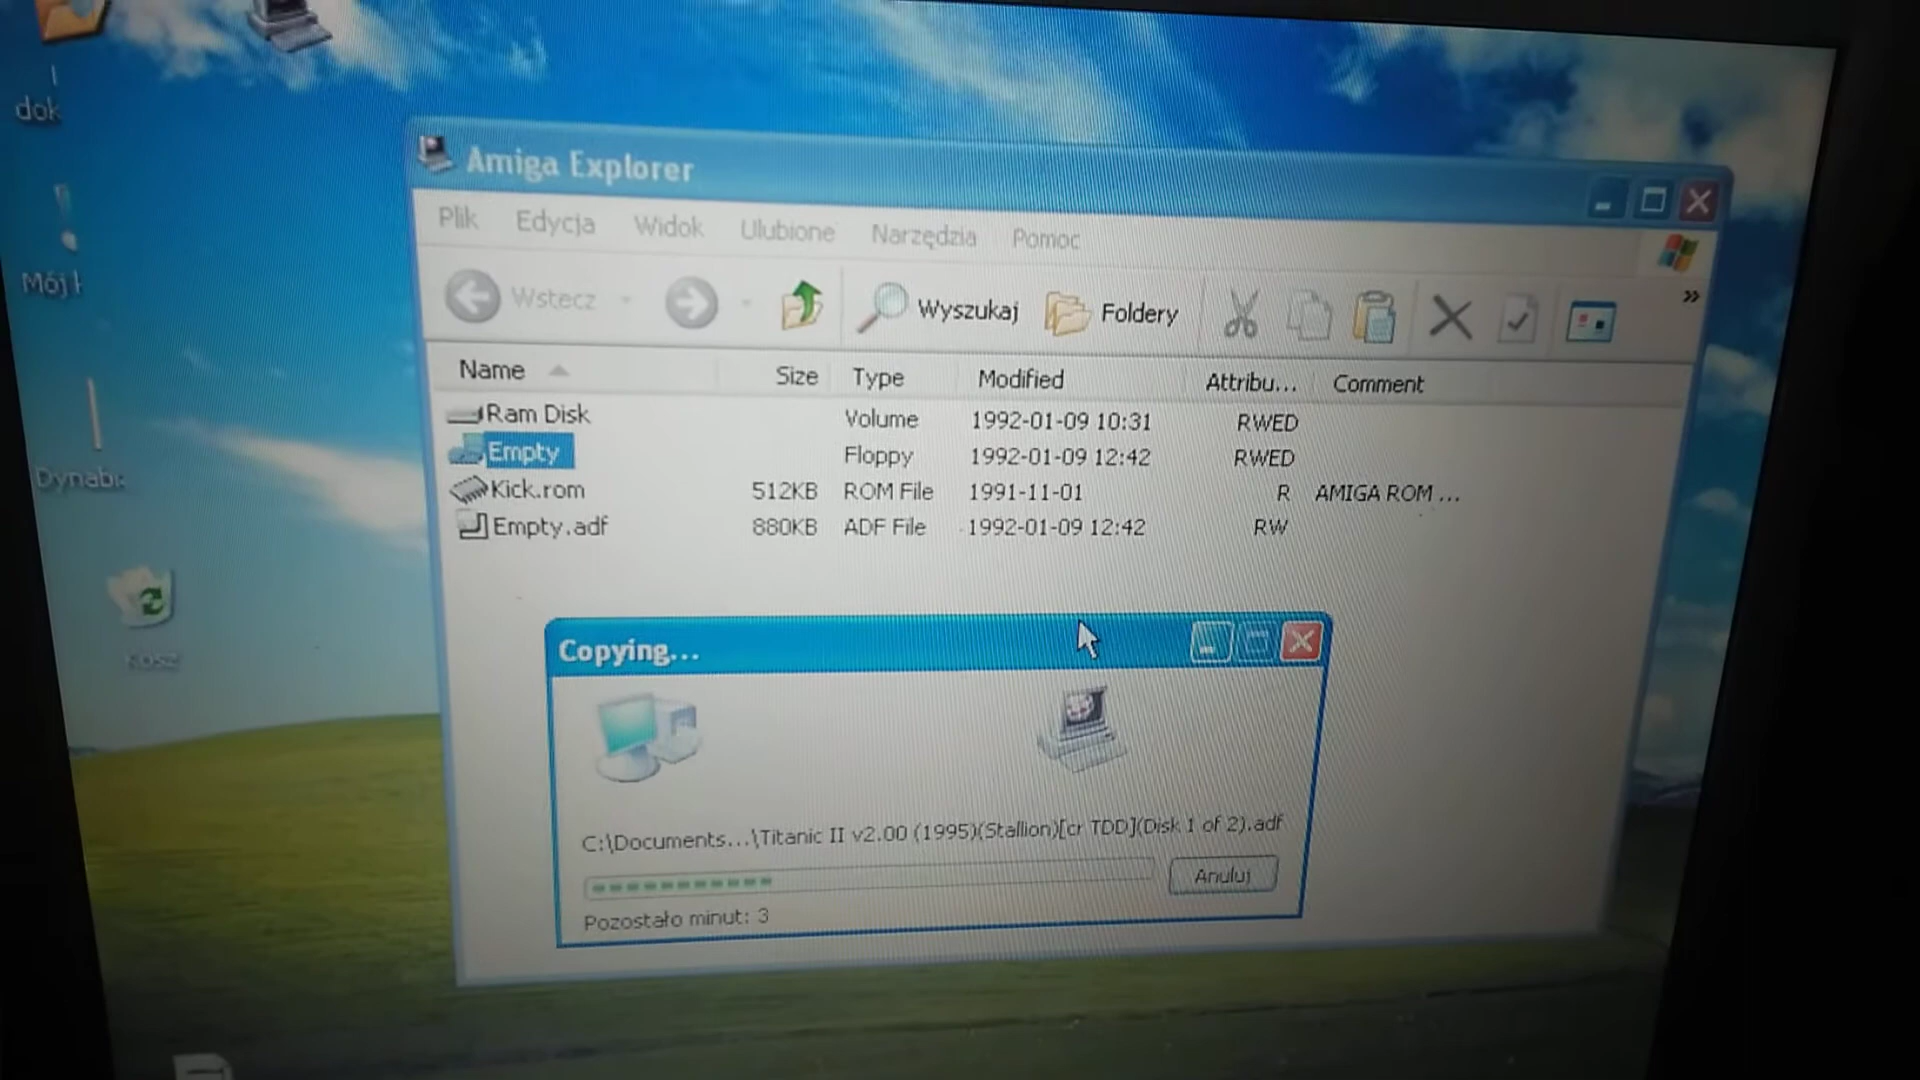 dok
Mój
Dynabc
Kosz
Amiga Explorer
Plik Edycja Widok Ulubione Narzędzia Pomoc
Wstecz Wyszukaj Foldery »
Name Size Type Modified Attribu... Comment
Ram Disk Volume 1992-01-09 10:31 RWED
Empty Floppy 1992-01-09 12:42 RWED
Kick.rom 512KB ROM File 1991-11-01 R AMIGA ROM ...
Empty.adf 880KB ADF File 1992-01-09 12:42 RW
Copying...
C:\Documents...\Titanic II v2.00 (1995)(Stallion)[cr TDD](Disk 1 of 2).adf
Anuluj
Pozostało minut: 3